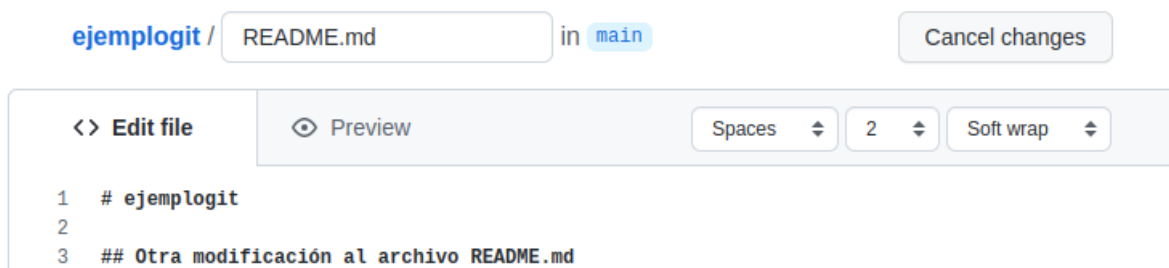 ejemplogit / README.md in main Cancel changes
<> Edit file Preview Spaces 2 Soft wrap
1 # ejemplogit
2
3 ## Otra modificación al archivo README.md